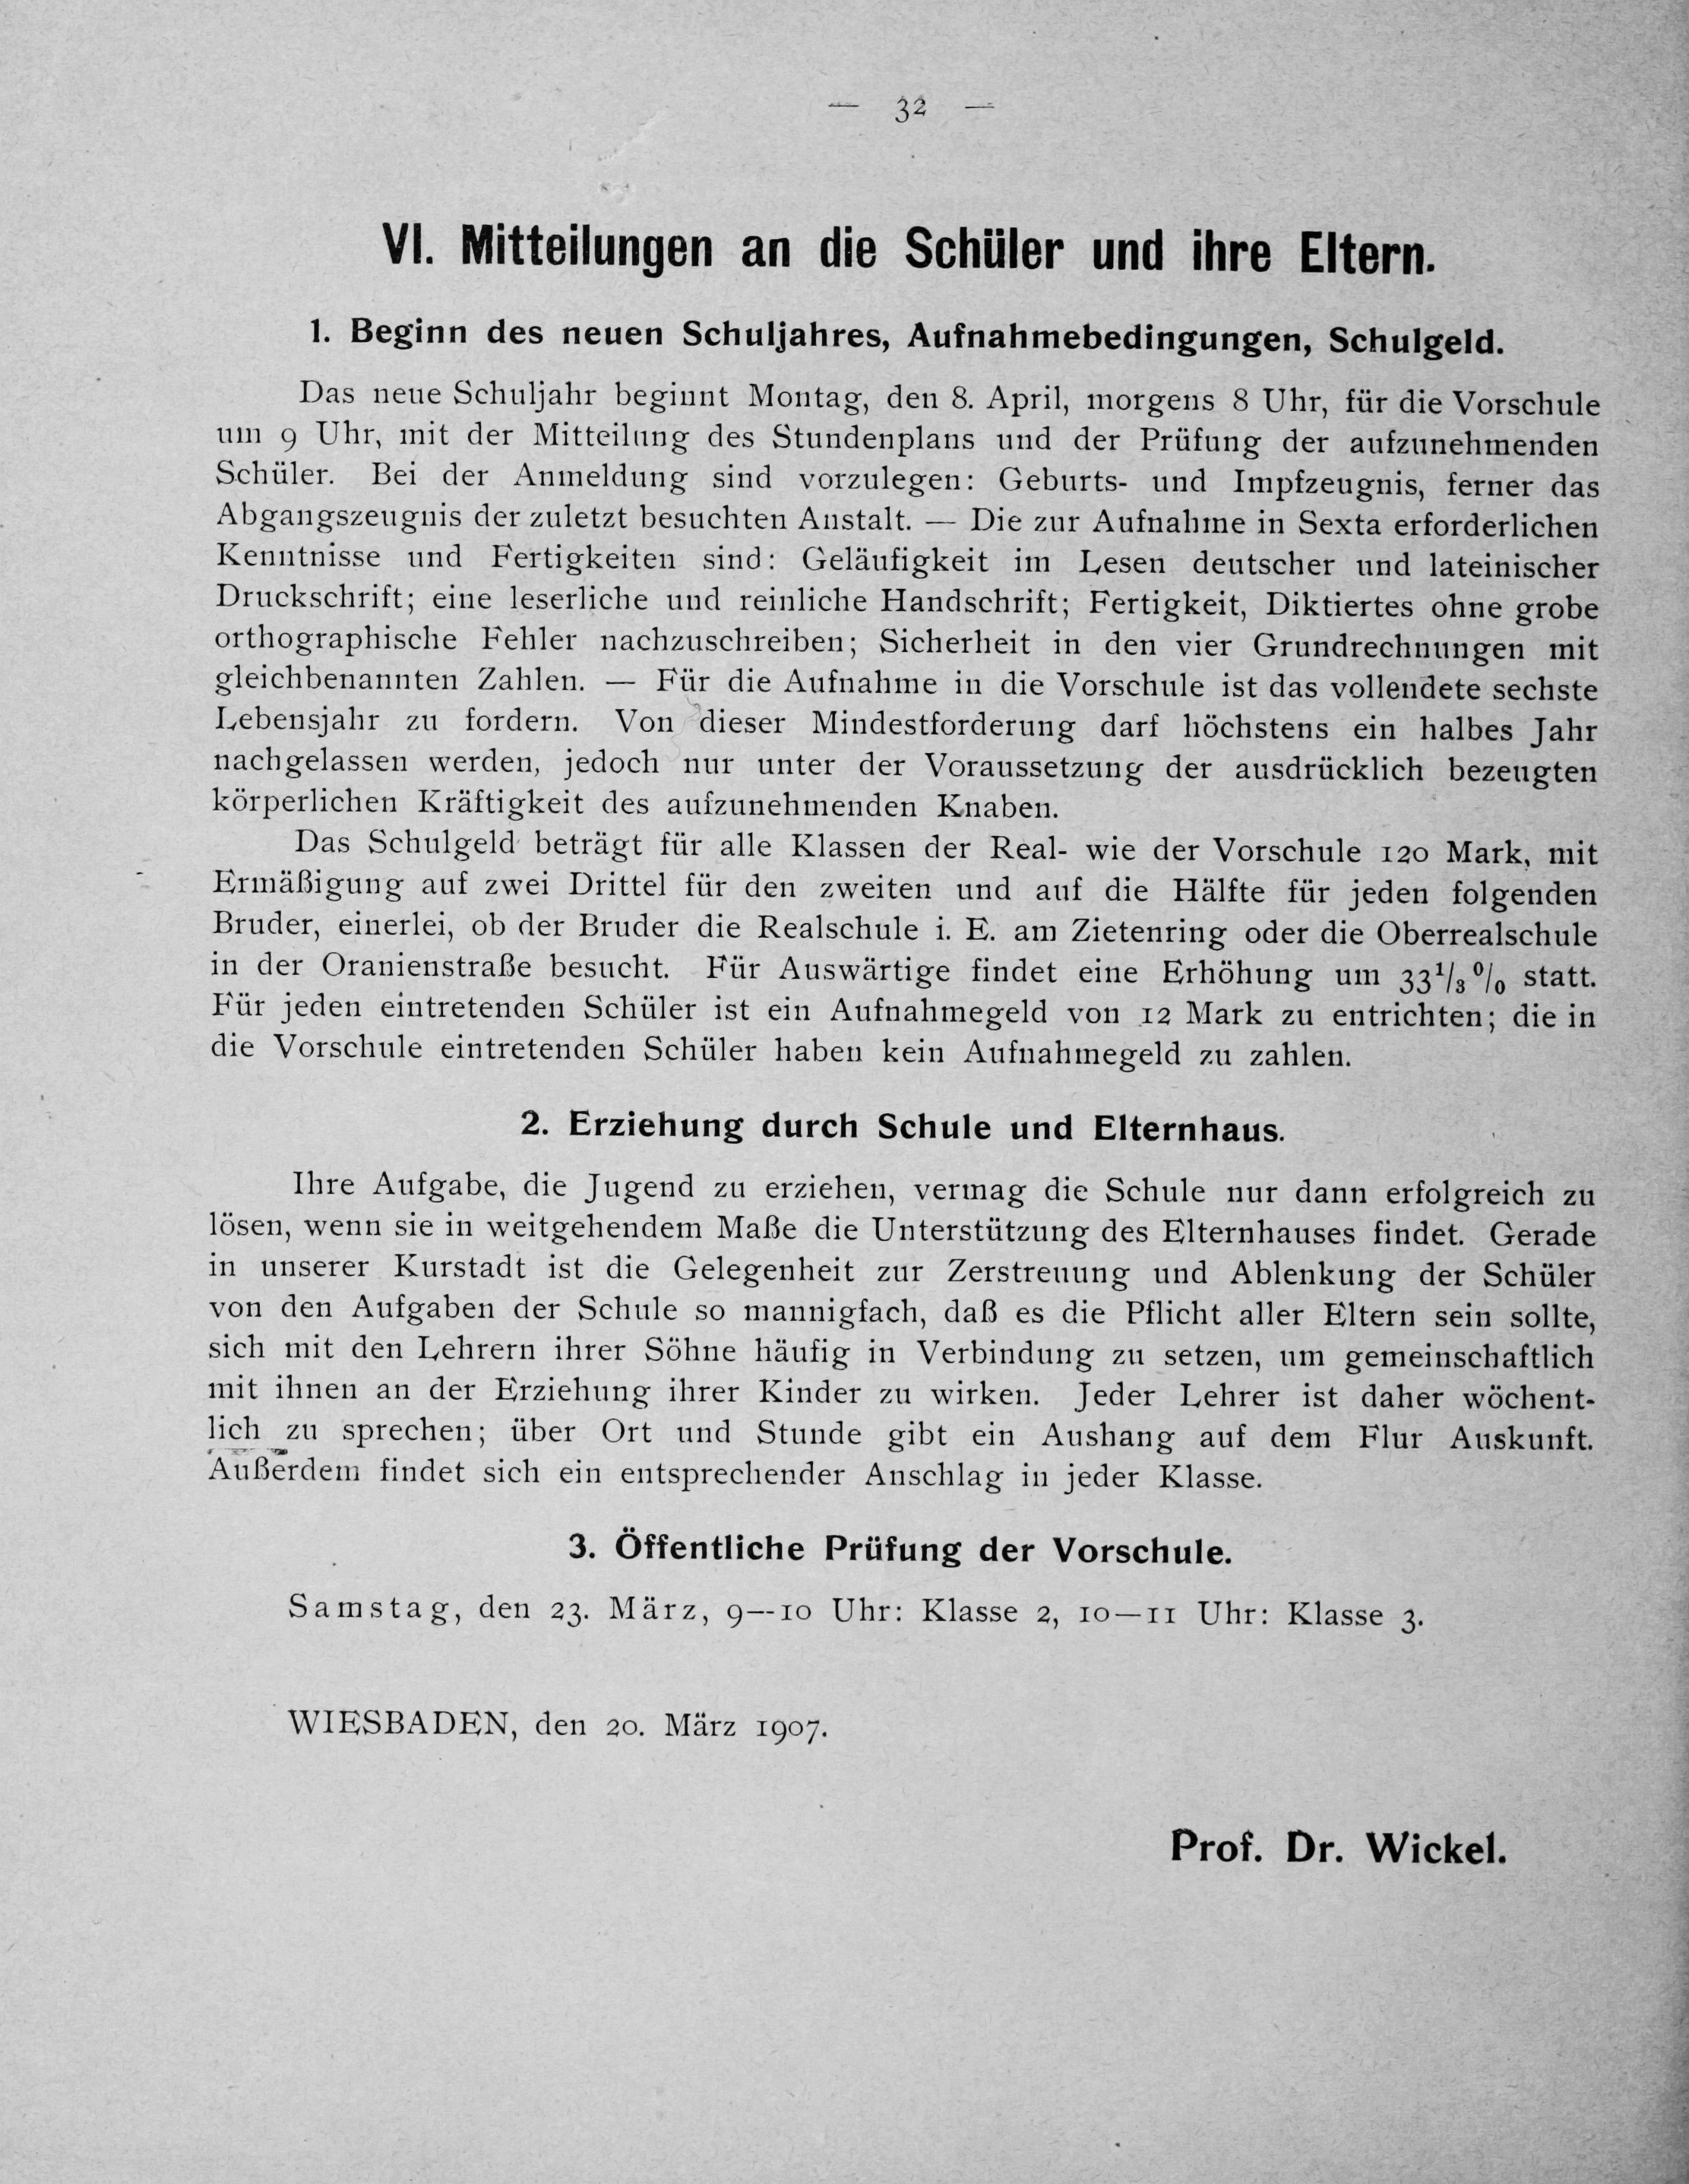 — 32 —
VI. Mitteilungen an die Schüler und ihre Eltern.
1. Beginn des neuen Schuljahres, Aufnahmebedingungen, Schulgeld.
Das neue Schuljahr beginnt Montag, den 8. April, morgens 8 Uhr, für die Vorschule
um 9 Uhr, mit der Mitteilung des Stundenplans und der Prüfung der aufzunehmenden
Schüler. Bei der Anmeldung sind vorzulegen: Geburts- und Impfzeugnis, ferner das
Abgangszeugnis der zuletzt besuchten Anstalt. — Die zur Aufnahme in Sexta erforderlichen
Kenntnisse und Fertigkeiten sind: Geläufigkeit im Lesen deutscher und lateinischer
Druckschrift; eine leserliche und reinliche Handschrift; Fertigkeit, Diktiertes ohne grobe
orthographische Fehler nachzuschreiben; Sicherheit in den vier Grundrechnungen mit
gleichbenannten Zahlen. — Für die Aufnahme in die Vorschule ist das vollendete sechste
Lebensjahr zu fordern. Von dieser Mindestforderung darf höchstens ein halbes Jahr
nachgelassen werden, jedoch nur unter der Voraussetzung der ausdrücklich bezeugten
körperlichen Kräftigkeit des aufzunehmenden Knaben.
Das Schulgeld beträgt für alle Klassen der Real- wie der Vorschule 120 Mark, mit
Ermäßigung auf zwei Drittel für den zweiten und auf die Hälfte für jeden folgenden
Bruder, einerlei, ob der Bruder die Realschule i. E. am Zietenring oder die Oberrealschule
in der Oranienstraße besucht. Für Auswärtige findet eine Erhöhung um 33¹/₃⁰/₀ statt.
Für jeden eintretenden Schüler ist ein Aufnahmegeld von 12 Mark zu entrichten; die in
die Vorschule eintretenden Schüler haben kein Aufnahmegeld zu zahlen.
2. Erziehung durch Schule und Elternhaus.
Ihre Aufgabe, die Jugend zu erziehen, vermag die Schule nur dann erfolgreich zu
lösen, wenn sie in weitgehendem Maße die Unterstützung des Elternhauses findet. Gerade
in unserer Kurstadt ist die Gelegenheit zur Zerstreuung und Ablenkung der Schüler
von den Aufgaben der Schule so mannigfach, daß es die Pflicht aller Eltern sein sollte,
sich mit den Lehrern ihrer Söhne häufig in Verbindung zu setzen, um gemeinschaftlich
mit ihnen an der Erziehung ihrer Kinder zu wirken. Jeder Lehrer ist daher wöchent-
lich zu sprechen; über Ort und Stunde gibt ein Aushang auf dem Flur Auskunft.
Außerdem findet sich ein entsprechender Anschlag in jeder Klasse.
3. Öffentliche Prüfung der Vorschule.
Samstag, den 23. März, 9—10 Uhr: Klasse 2, 10—11 Uhr: Klasse 3.
WIESBADEN, den 20. März 1907.
Prof. Dr. Wickel.